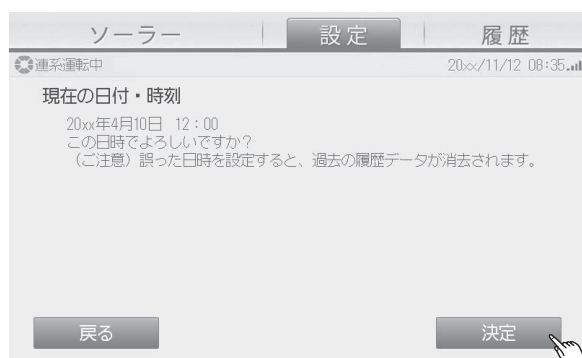 ソーラー 設定 履歴
連系運転中 20xx/11/12 08:35
現在の日付・時刻
20xx年4月10日 12：00
この日時でよろしいですか？
（ご注意）誤った日時を設定すると、過去の履歴データが消去されます。
戻る 決定